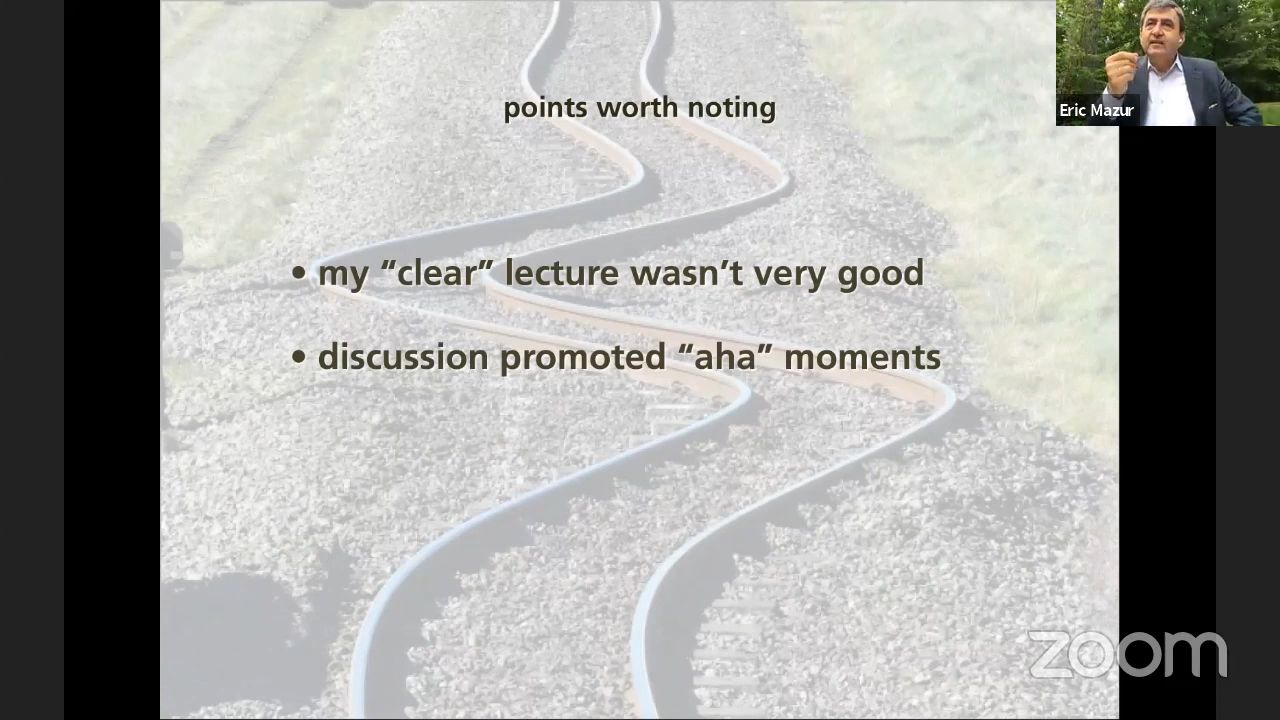 points worth noting
Eric Mazur
• my “clear” lecture wasn’t very good
• discussion promoted “aha” moments
zoom